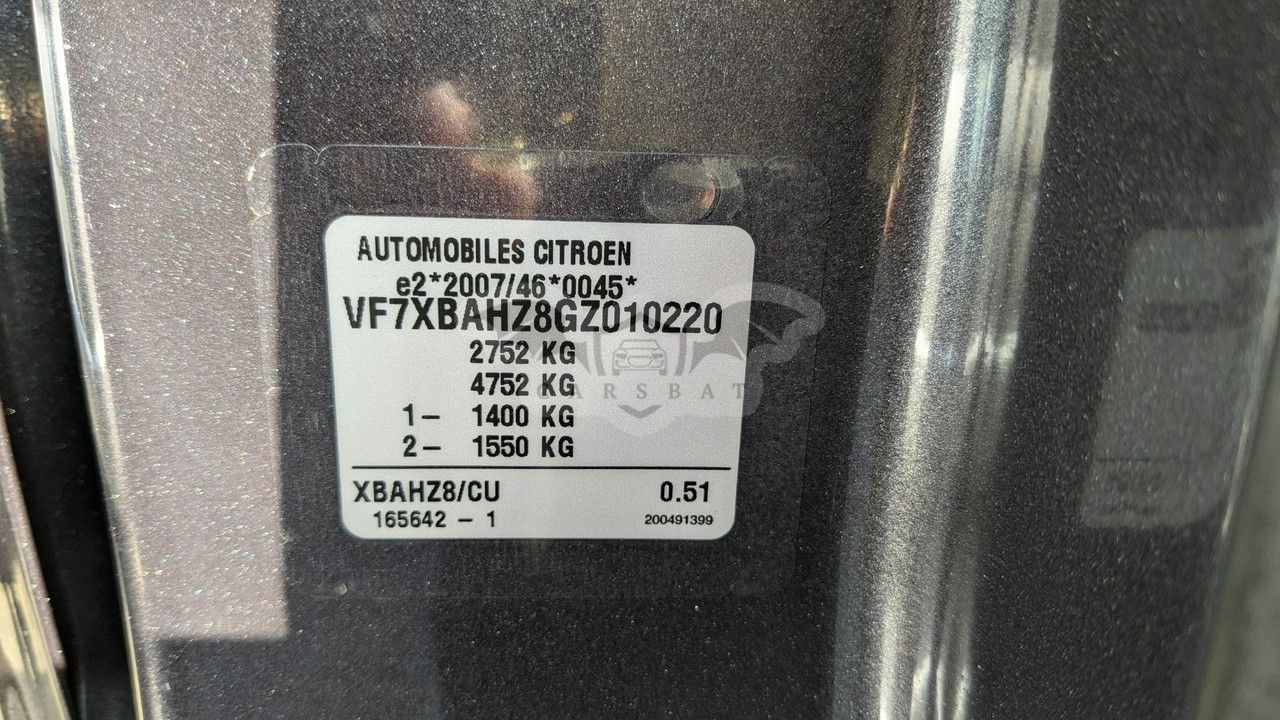 AUTOMOBILES CITROEN
e2*2007/46*0045*
VF7XBAHZ8GZ010220
2752 KG
4752 KG
1- 1400 KG
2- 1550 KG
XBAHZ8/CU 0.51
165642 - 1 200491399
CARSBAT